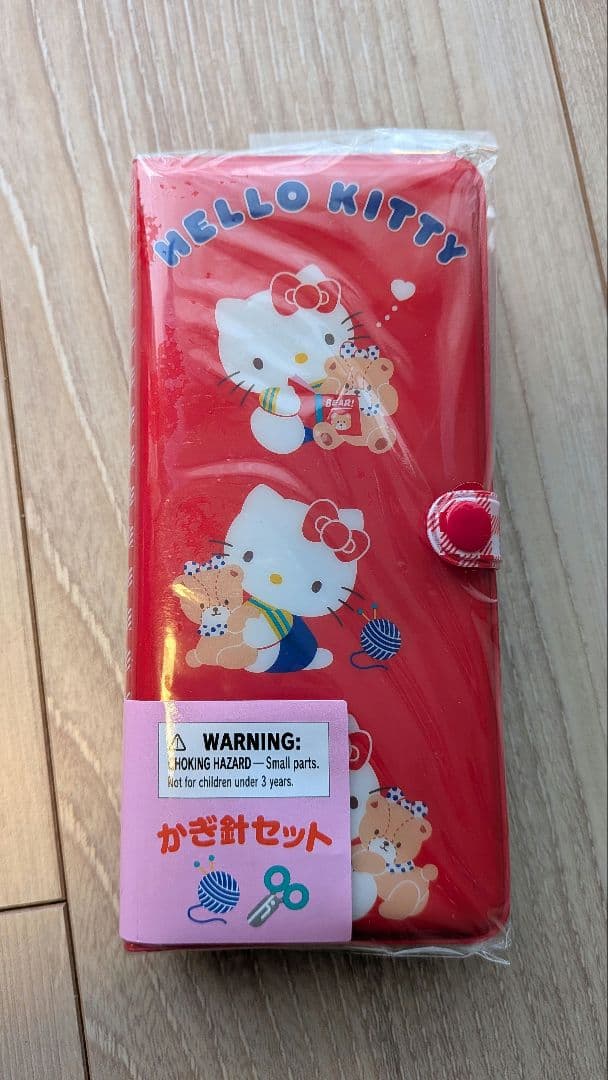 HELLO KITTY
BEAR!
WARNING:
CHOKING HAZARD — Small parts.
Not for children under 3 years.
かぎ針セット